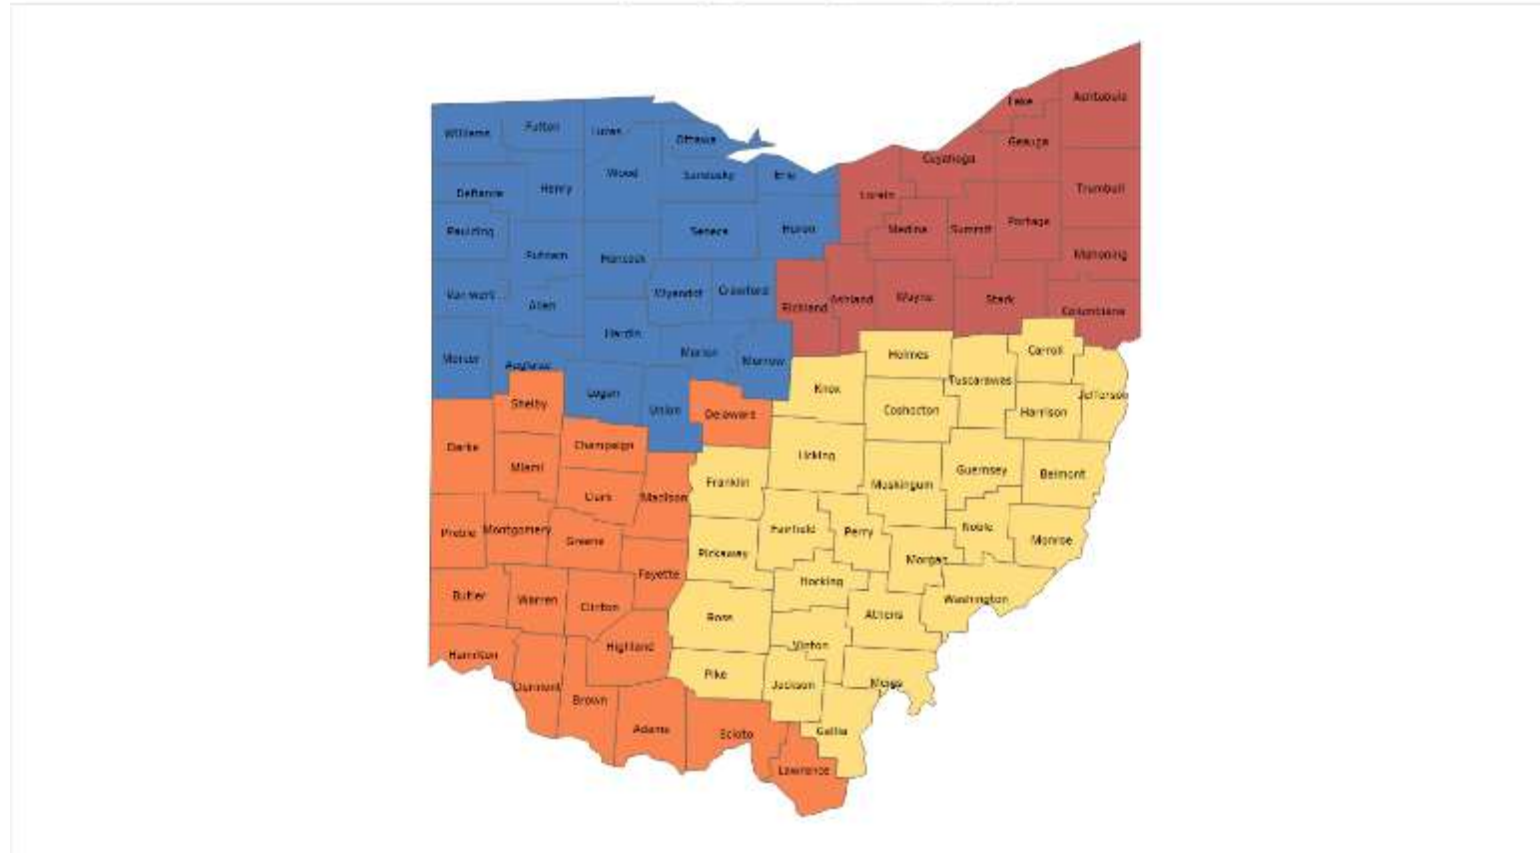 Lake
Ashtabula
Williams
Fulton
Lucas
Ottawa
Geauga
Cuyahoga
Wood
Sandusky
Erie
Defiance
Henry
Lorain
Trumbull
Paulding
Seneca
Huron
Medina
Summit
Portage
Putnam
Hancock
Mahoning
Van Wert
Allen
Wyandot
Crawford
Richland
Ashland
Wayne
Stark
Columbiana
Hardin
Mercer
Auglaize
Marion
Morrow
Holmes
Carroll
Logan
Knox
Tuscarawas
Jefferson
Shelby
Union
Delaware
Coshocton
Harrison
Darke
Champaign
Licking
Miami
Franklin
Muskingum
Guernsey
Belmont
Clark
Madison
Preble
Montgomery
Greene
Fairfield
Perry
Noble
Monroe
Pickaway
Morgan
Fayette
Hocking
Butler
Warren
Clinton
Washington
Ross
Athens
Hamilton
Highland
Vinton
Clermont
Brown
Pike
Jackson
Meigs
Adams
Scioto
Gallia
Lawrence